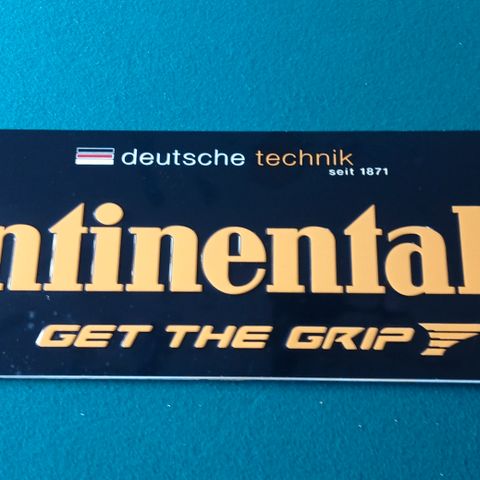 deutsche technik
seit 1871
ntinental
GET THE GRIP